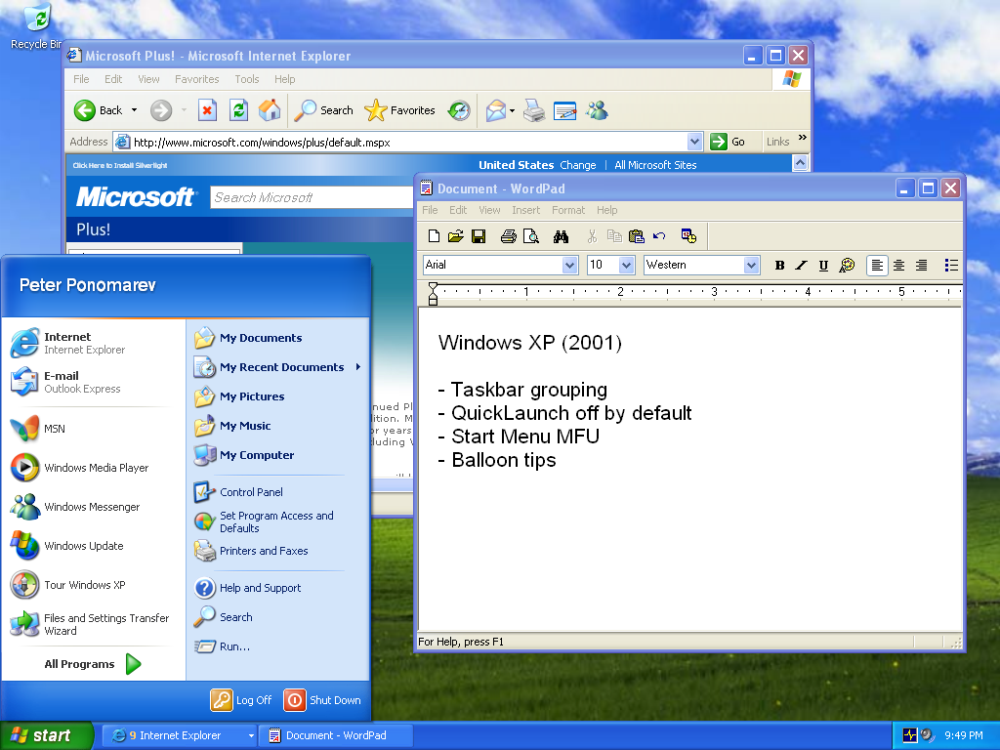 Recycle Bin
Microsoft Plus! - Microsoft Internet Explorer
File Edit View Favorites Tools Help
Back Search Favorites
Address http://www.microsoft.com/windows/plus/default.mspx Go Links »
Click Here to Install Silverlight United States Change | All Microsoft Sites
Microsoft Search Microsoft
Plus!
Document - WordPad
File Edit View Insert Format Help
Arial 10 Western B I U
1 2 3 4 5
Windows XP (2001)
- Taskbar grouping
- QuickLaunch off by default
- Start Menu MFU
- Balloon tips
For Help, press F1
Peter Ponomarev
Internet
Internet Explorer
E-mail
Outlook Express
MSN
Windows Media Player
Windows Messenger
Windows Update
Tour Windows XP
Files and Settings Transfer
Wizard
All Programs
My Documents
My Recent Documents
My Pictures
My Music
My Computer
Control Panel
Set Program Access and
Defaults
Printers and Faxes
Help and Support
Search
Run...
Log Off Shut Down
start 9 Internet Explorer Document - WordPad 9:49 PM